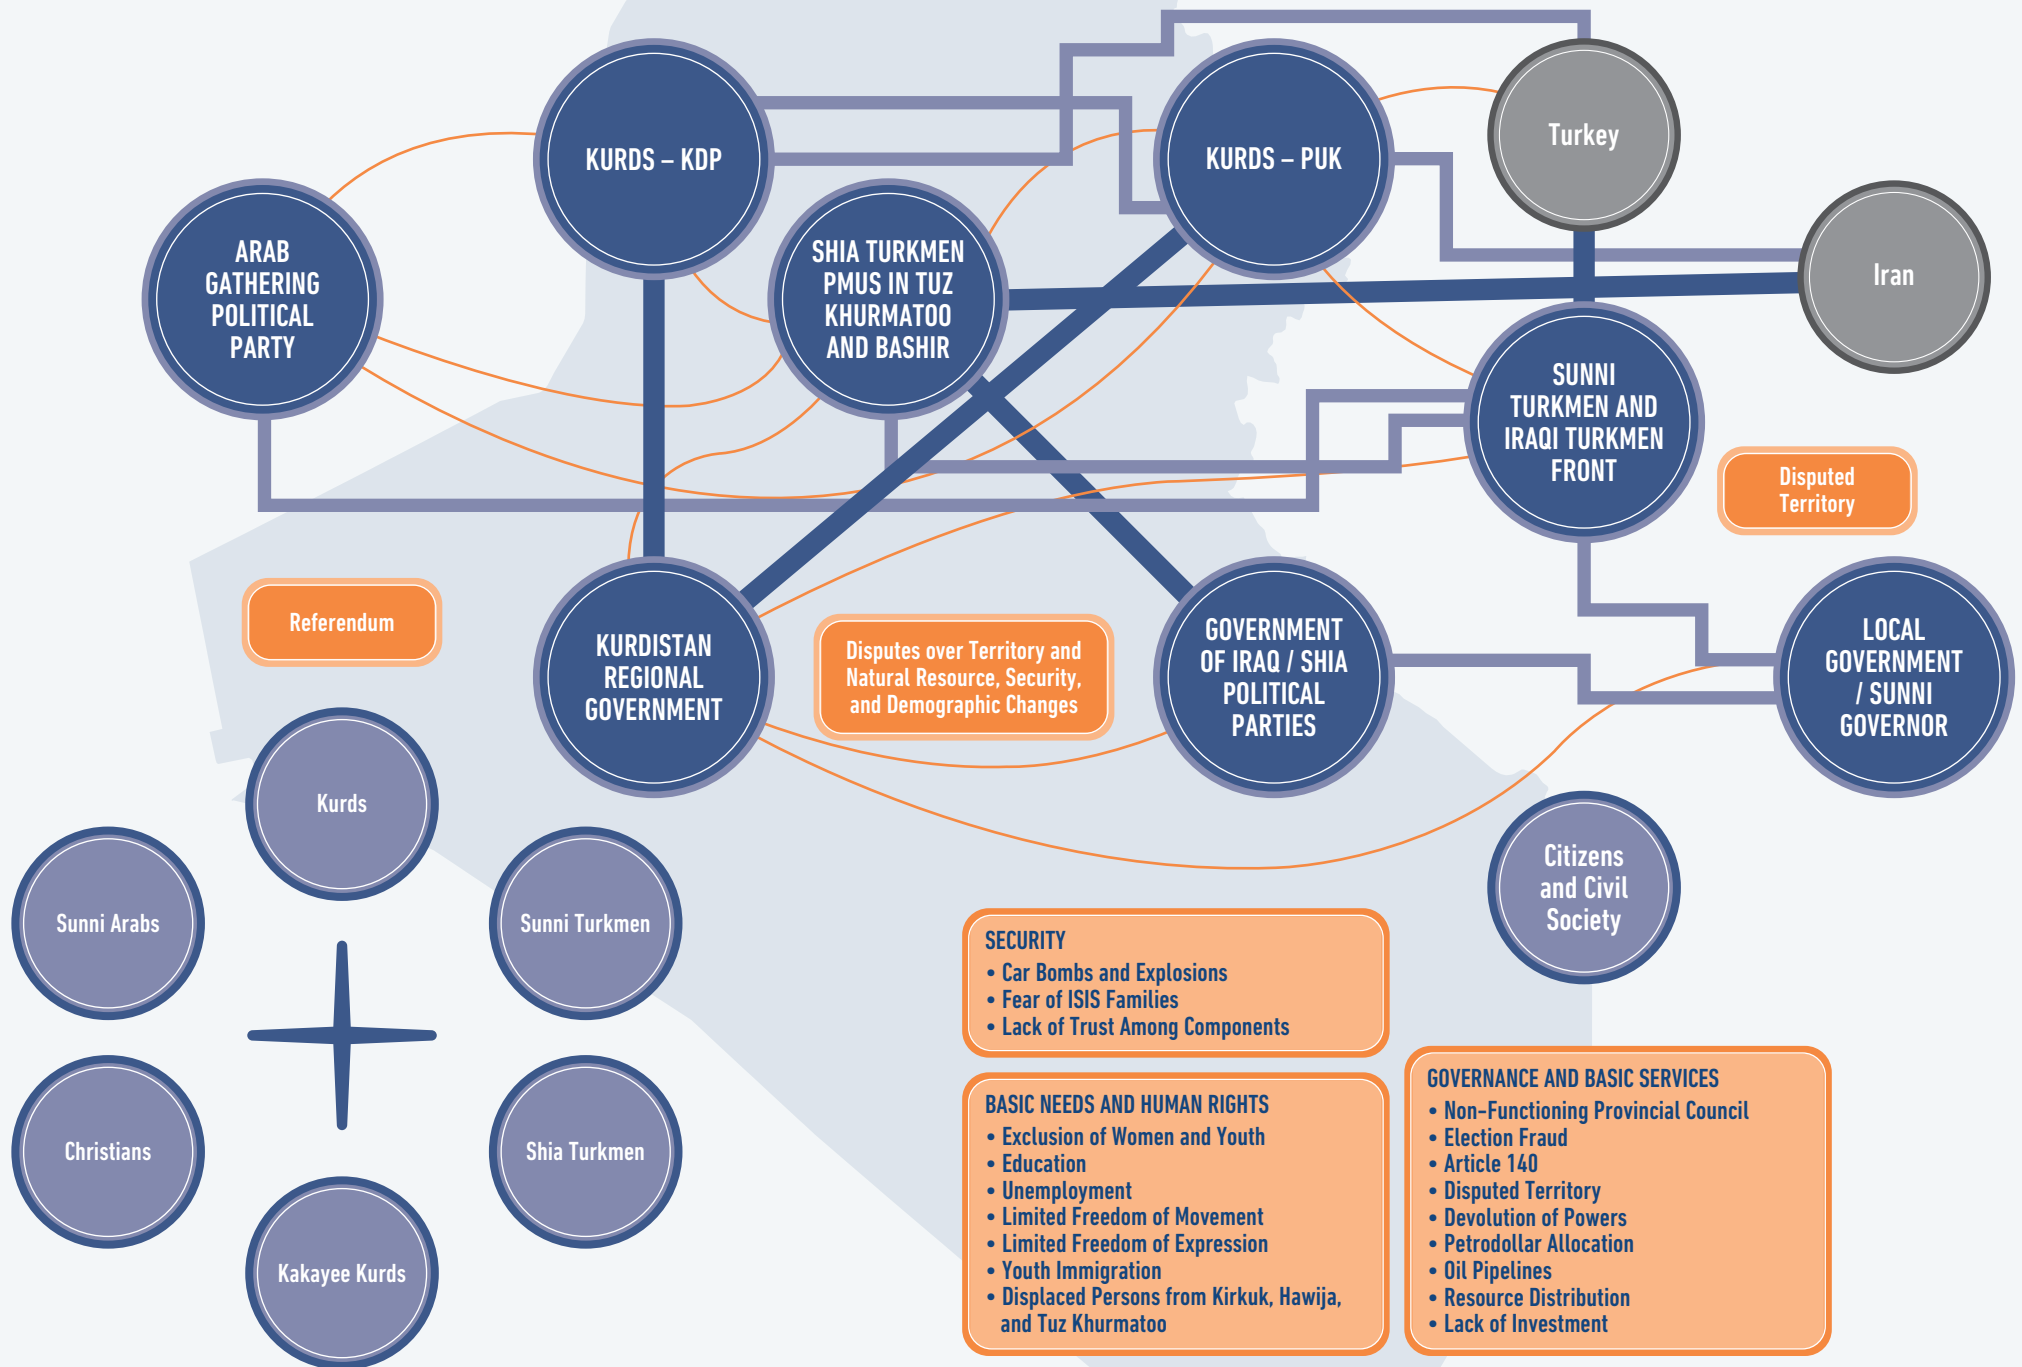 KURDS – KDP
KURDS – PUK
Turkey
ARAB
GATHERING
POLITICAL
PARTY
SHIA TURKMEN
PMUS IN TUZ
KHURMATOO
AND BASHIR
Iran
SUNNI
TURKMEN AND
IRAQI TURKMEN
FRONT
Disputed
Territory
Referendum
KURDISTAN
REGIONAL
GOVERNMENT
Disputes over Territory and
Natural Resource, Security,
and Demographic Changes
GOVERNMENT
OF IRAQ / SHIA
POLITICAL
PARTIES
LOCAL
GOVERNMENT
/ SUNNI
GOVERNOR
Kurds
Sunni Arabs
Sunni Turkmen
Christians
Shia Turkmen
Kakayee Kurds
Citizens
and Civil
Society
SECURITY
• Car Bombs and Explosions
• Fear of ISIS Families
• Lack of Trust Among Components
BASIC NEEDS AND HUMAN RIGHTS
• Exclusion of Women and Youth
• Education
• Unemployment
• Limited Freedom of Movement
• Limited Freedom of Expression
• Youth Immigration
• Displaced Persons from Kirkuk, Hawija,
and Tuz Khurmatoo
GOVERNANCE AND BASIC SERVICES
• Non-Functioning Provincial Council
• Election Fraud
• Article 140
• Disputed Territory
• Devolution of Powers
• Petrodollar Allocation
• Oil Pipelines
• Resource Distribution
• Lack of Investment